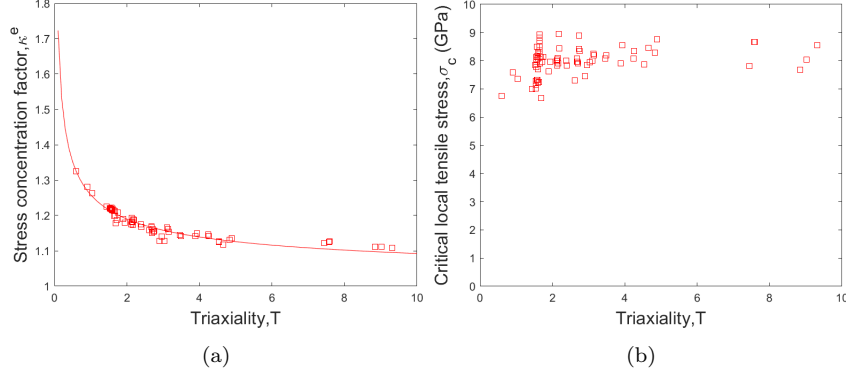 1.8
1.7
1.6
1.5
1.4
1.3
1.2
1.1
1
0 2 4 6 8 10
Stress concentration factor,κe
Triaxiality,T
(a)
10
9
8
7
6
5
4
3
2
1
0
0 2 4 6 8 10
Critical local tensile stress,σc (GPa)
Triaxiality,T
(b)